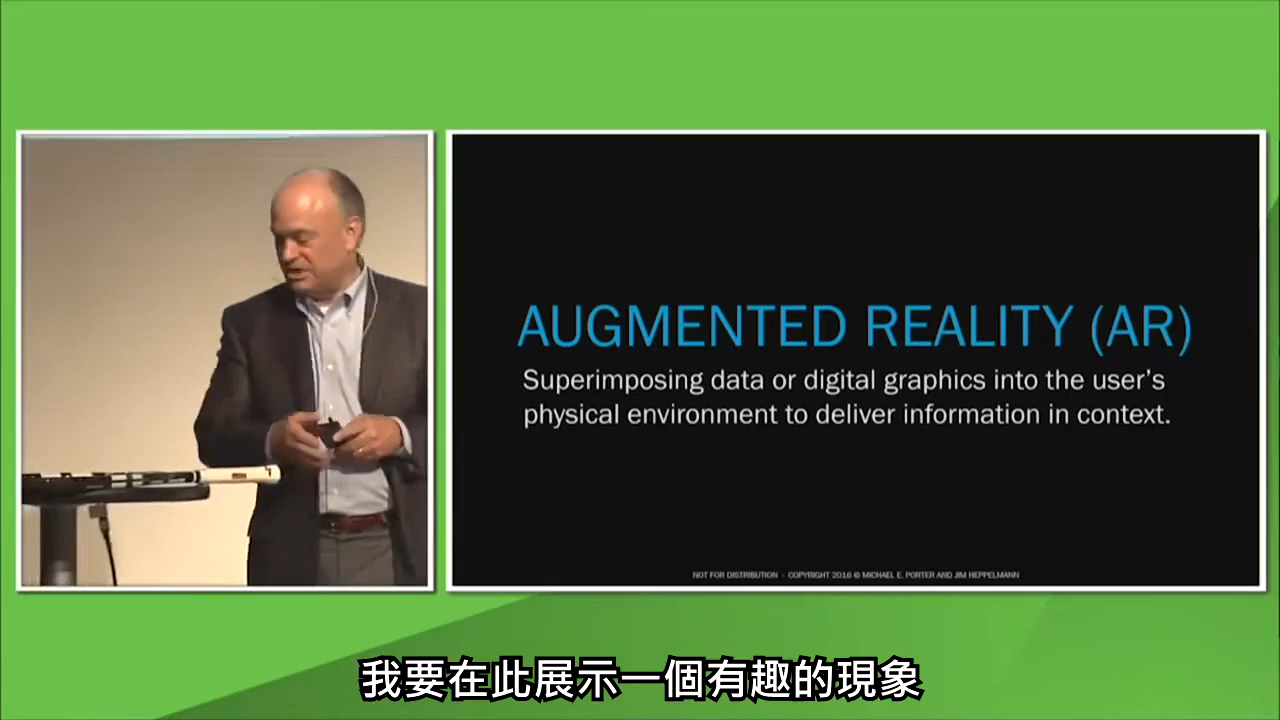 AUGMENTED REALITY (AR)
Superimposing data or digital graphics into the user's
physical environment to deliver information in context.
NOT FOR DISTRIBUTION - COPYRIGHT 2016 © MICHAEL E. PORTER AND JIM HEPPELMANN
我要在此展示一個有趣的現象